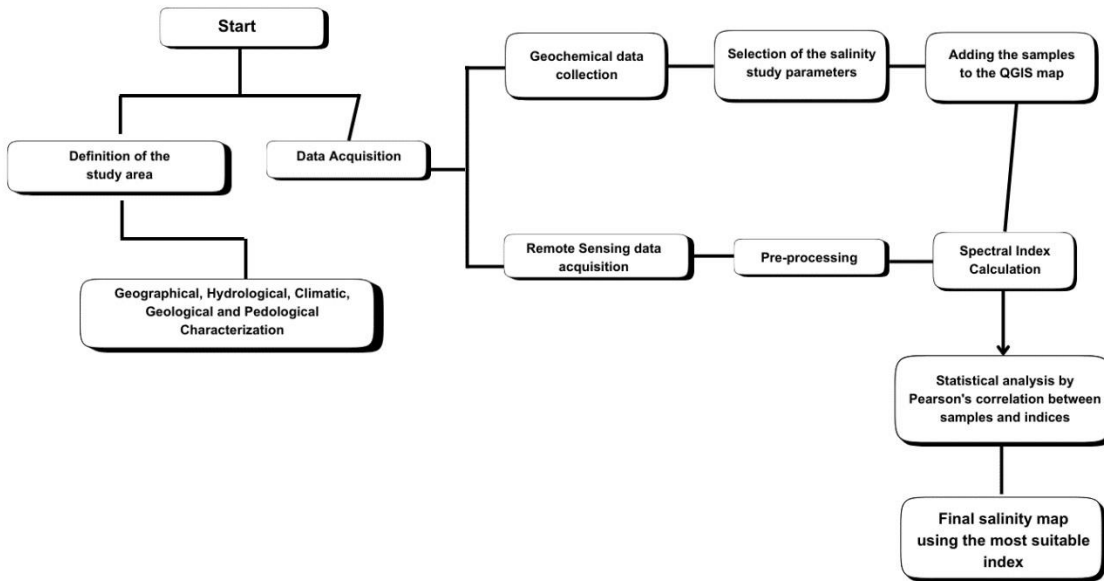 Start
Definition of the
study area
Geographical, Hydrological, Climatic,
Geological and Pedological
Characterization
Data Acquisition
Geochemical data
collection
Selection of the salinity
study parameters
Adding the samples
to the QGIS map
Remote Sensing data
acquisition
Pre-processing
Spectral Index
Calculation
Statistical analysis by
Pearson's correlation between
samples and indices
Final salinity map
using the most suitable
index